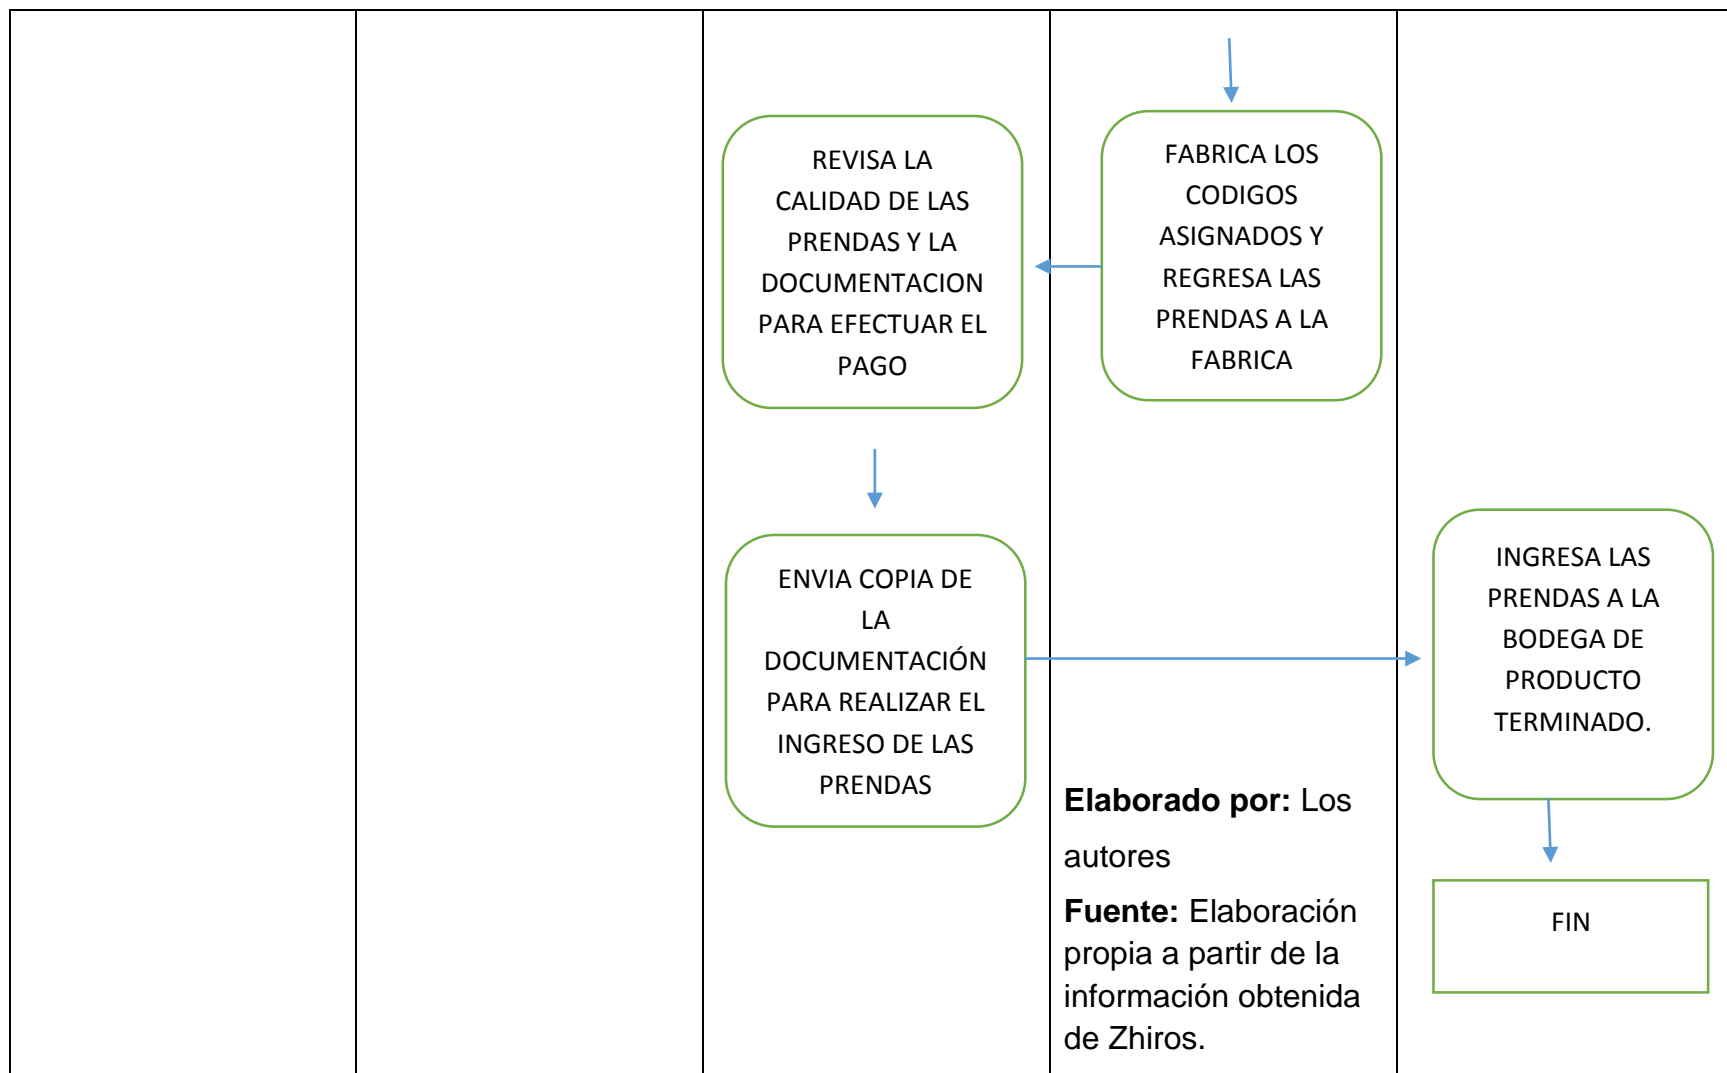 FABRICA LOS
CODIGOS
ASIGNADOS Y
REGRESA LAS
PRENDAS A LA
FABRICA
REVISA LA
CALIDAD DE LAS
PRENDAS Y LA
DOCUMENTACION
PARA EFECTUAR EL
PAGO
ENVIA COPIA DE
LA
DOCUMENTACIÓN
PARA REALIZAR EL
INGRESO DE LAS
PRENDAS
INGRESA LAS
PRENDAS A LA
BODEGA DE
PRODUCTO
TERMINADO.
FIN
Elaborado por: Los
autores
Fuente: Elaboración
propia a partir de la
información obtenida
de Zhiros.